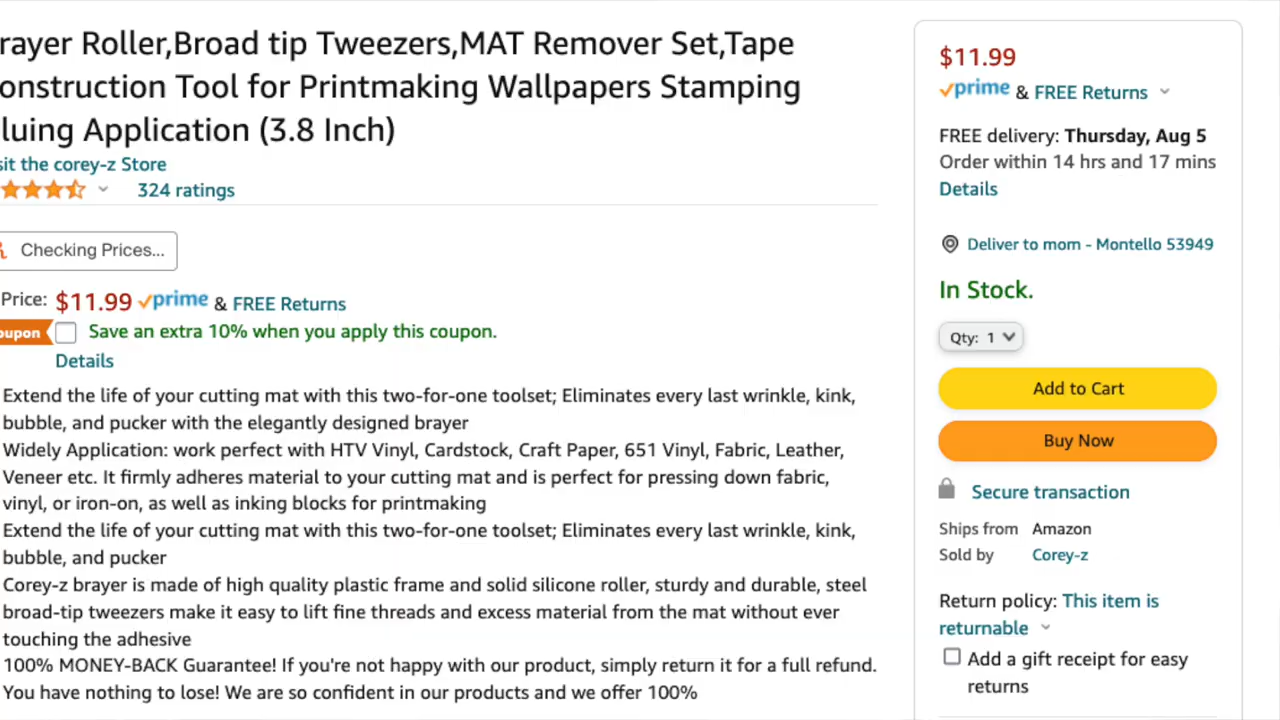 rayer Roller,Broad tip Tweezers,MAT Remover Set,Tape
onstruction Tool for Printmaking Wallpapers Stamping
luing Application (3.8 Inch)
sit the corey-z Store
324 ratings
Checking Prices...
Price: $11.99 prime & FREE Returns
oupon Save an extra 10% when you apply this coupon.
Details
Extend the life of your cutting mat with this two-for-one toolset; Eliminates every last wrinkle, kink,
bubble, and pucker with the elegantly designed brayer
Widely Application: work perfect with HTV Vinyl, Cardstock, Craft Paper, 651 Vinyl, Fabric, Leather,
Veneer etc. It firmly adheres material to your cutting mat and is perfect for pressing down fabric,
vinyl, or iron-on, as well as inking blocks for printmaking
Extend the life of your cutting mat with this two-for-one toolset; Eliminates every last wrinkle, kink,
bubble, and pucker
Corey-z brayer is made of high quality plastic frame and solid silicone roller, sturdy and durable, steel
broad-tip tweezers make it easy to lift fine threads and excess material from the mat without ever
touching the adhesive
100% MONEY-BACK Guarantee! If you're not happy with our product, simply return it for a full refund.
You have nothing to lose! We are so confident in our products and we offer 100%
$11.99
prime & FREE Returns
FREE delivery: Thursday, Aug 5
Order within 14 hrs and 17 mins
Details
Deliver to mom - Montello 53949
In Stock.
Qty: 1
Add to Cart
Buy Now
Secure transaction
Ships from Amazon
Sold by Corey-z
Return policy: This item is
returnable
Add a gift receipt for easy
returns